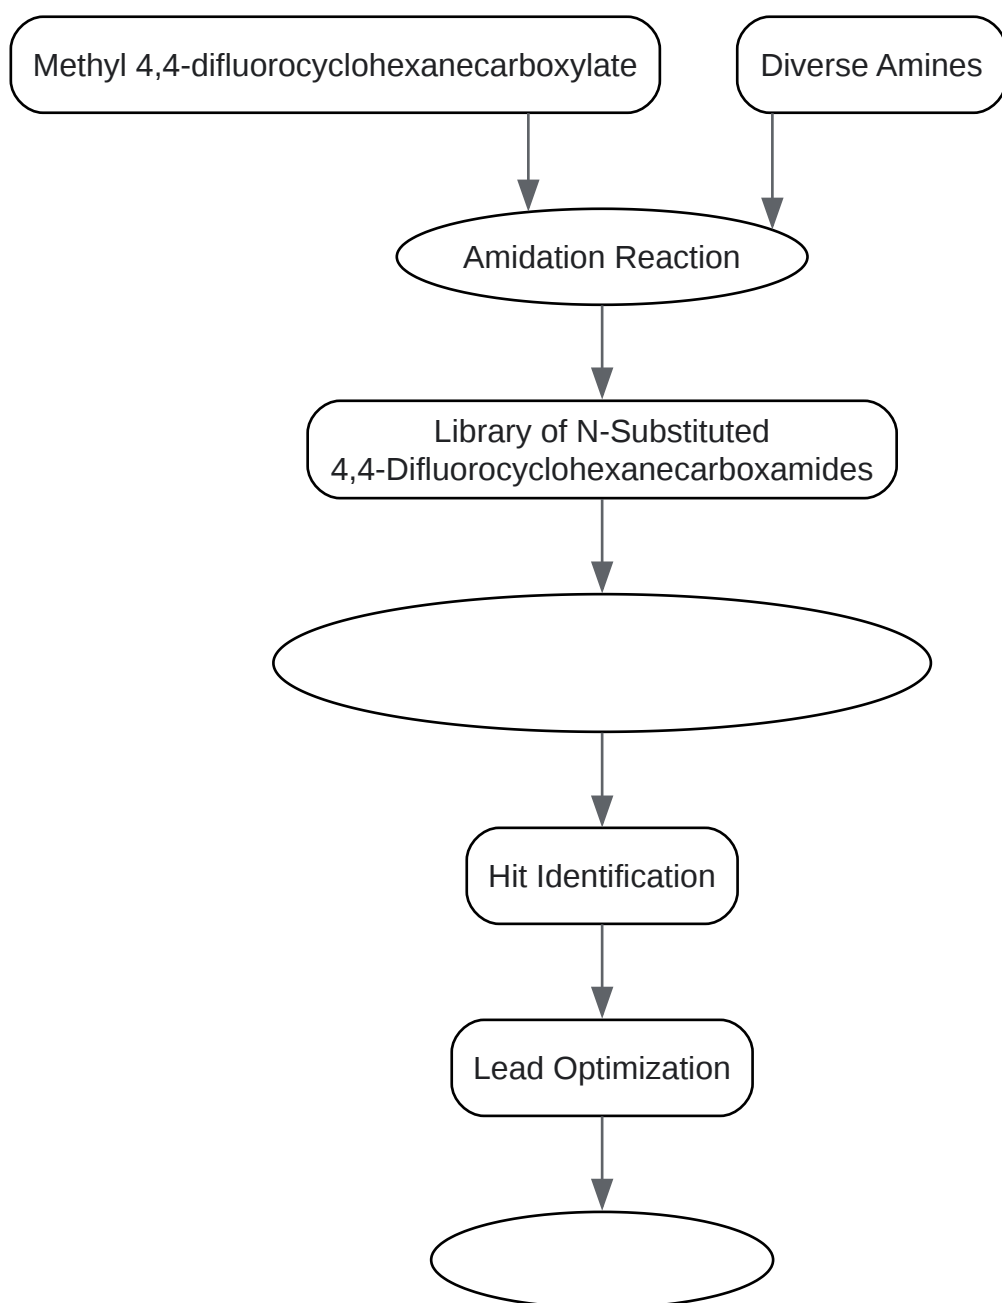 Methyl 4,4-difluorocyclohexanecarboxylate
Diverse Amines
Amidation Reaction
Library of N-Substituted
4,4-Difluorocyclohexanecarboxamides
Hit Identification
Lead Optimization